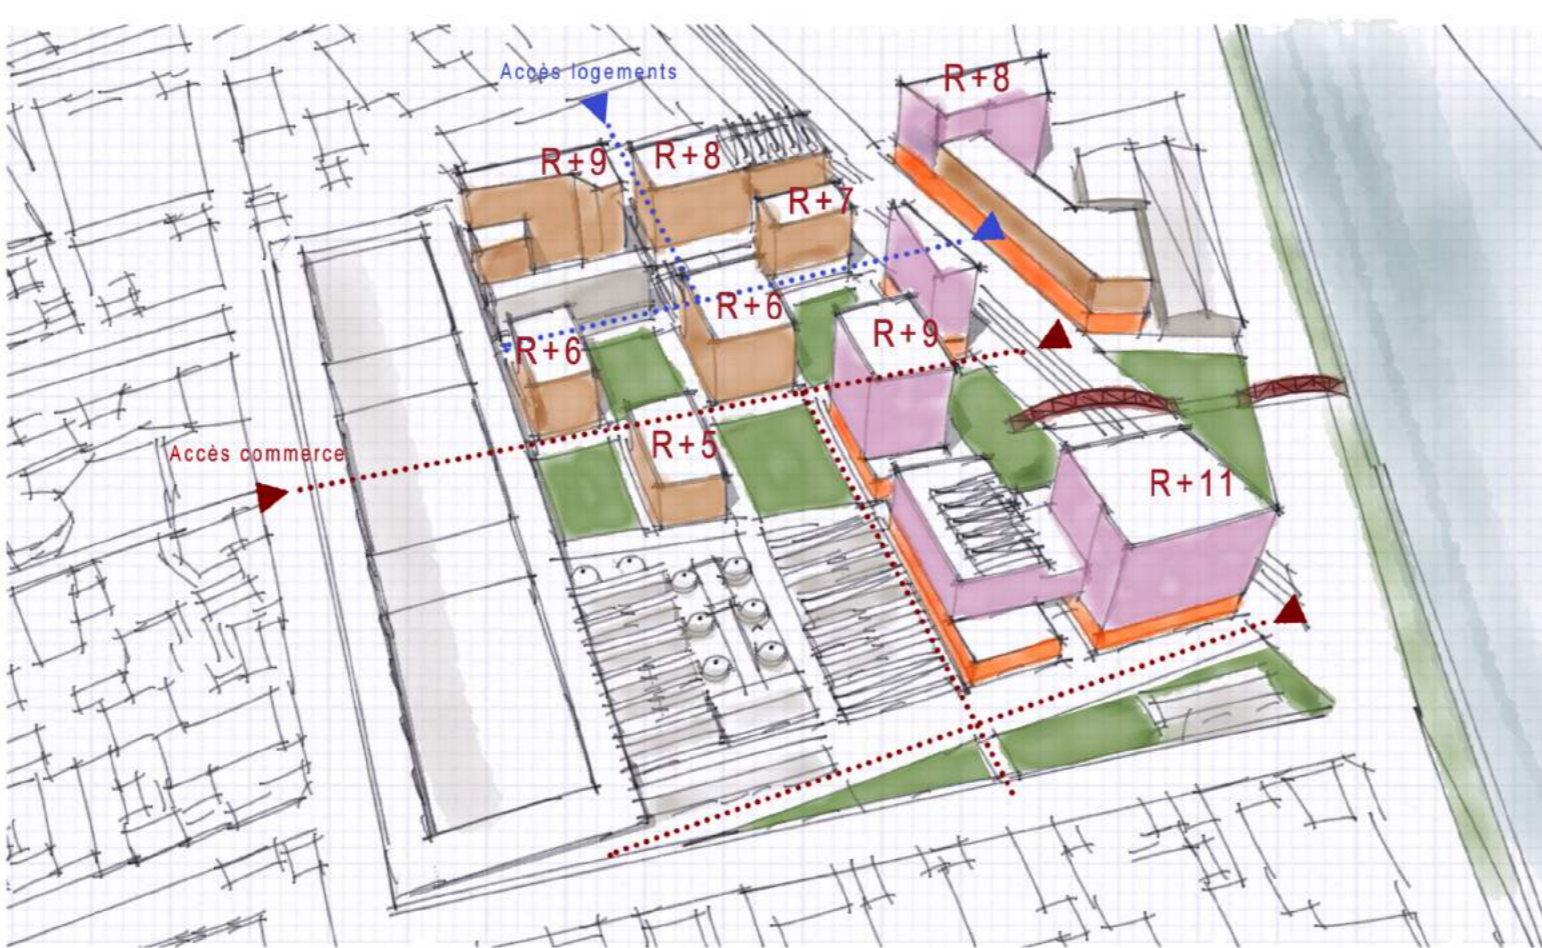 Accès logements
R+8
R+9
R+8
R+7
R+6
R+9
R+6
R+5
Accès commerce
R+11